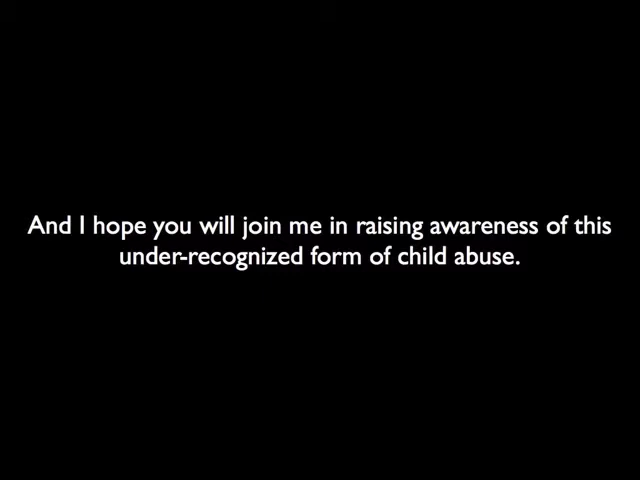 And I hope you will join me in raising awareness of this
under-recognized form of child abuse.